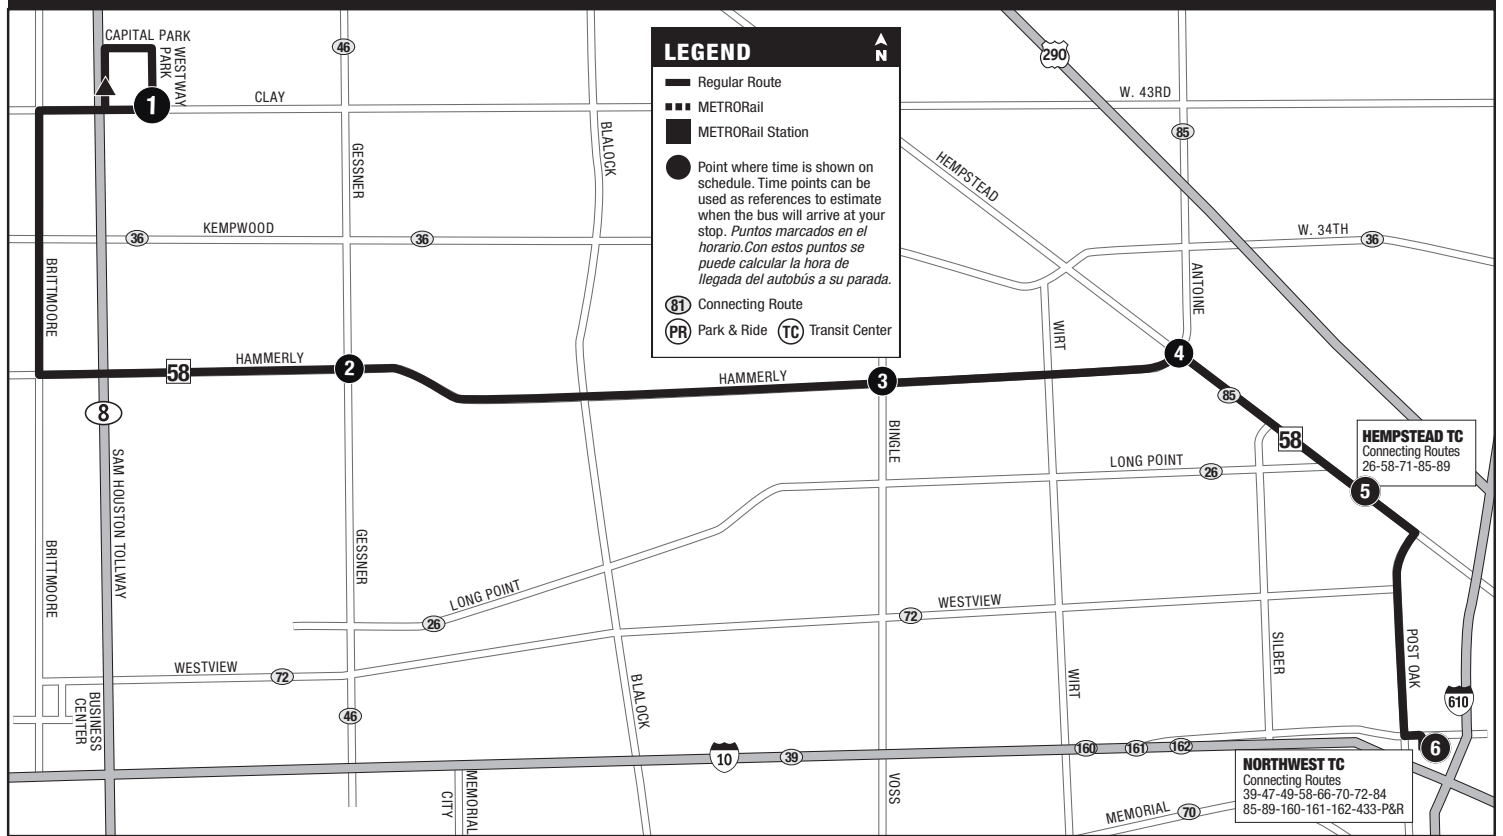 CAPITAL PARK
WESTWAY
PARK
46
1
CLAY
GESSNER
BLALOCK
LEGEND
N
Regular Route
METRORail
METRORail Station
Point where time is shown on
schedule. Time points can be
used as references to estimate
when the bus will arrive at your
stop. Puntos marcados en el
horario.Con estos puntos se
puede calcular la hora de
llegada del autobús a su parada.
81 Connecting Route
PR Park & Ride TC Transit Center
290
W. 43RD
85
HEMPSTEAD
W. 34TH
36
ANTOINE
WIRT
KEMPWOOD
36
36
BRITTMOORE
HAMMERLY
58
2
HAMMERLY
3
4
85
58
8
SAM HOUSTON TOLLWAY
BINGLE
LONG POINT
26
HEMPSTEAD TC
Connecting Routes
26-58-71-85-89
5
BRITTMOORE
GESSNER
LONG POINT
26
WESTVIEW
72
WESTVIEW
72
SILBER
POST OAK
WIRT
BLALOCK
BUSINESS
CENTER
46
610
10
39
160
161
162
6
NORTHWEST TC
Connecting Routes
39-47-49-58-66-70-72-84
85-89-160-161-162-433-P&R
MEMORIAL
CITY
VOSS
MEMORIAL
70